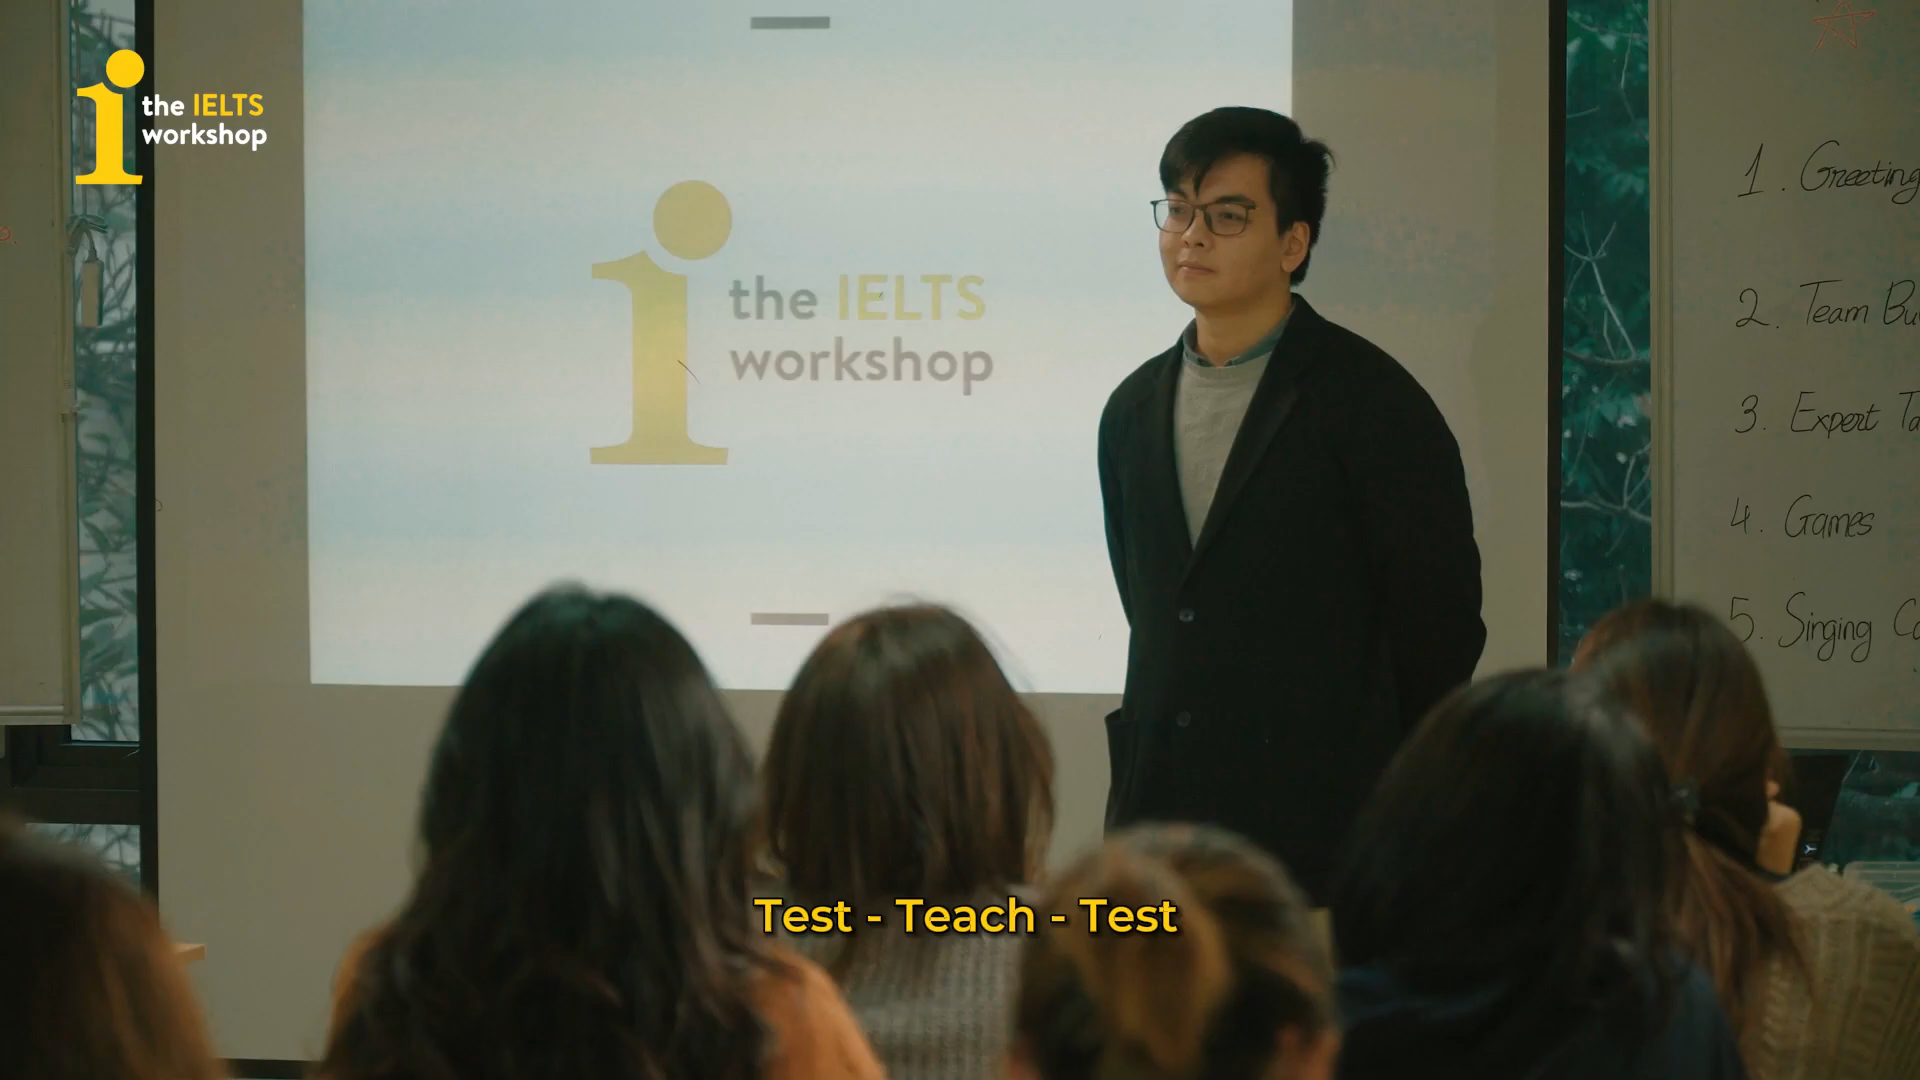 the IELTS
workshop
the IELTS
workshop
1. Greeting
2. Team
3. Expert
4. Games
5. Singing
Test - Teach - Test